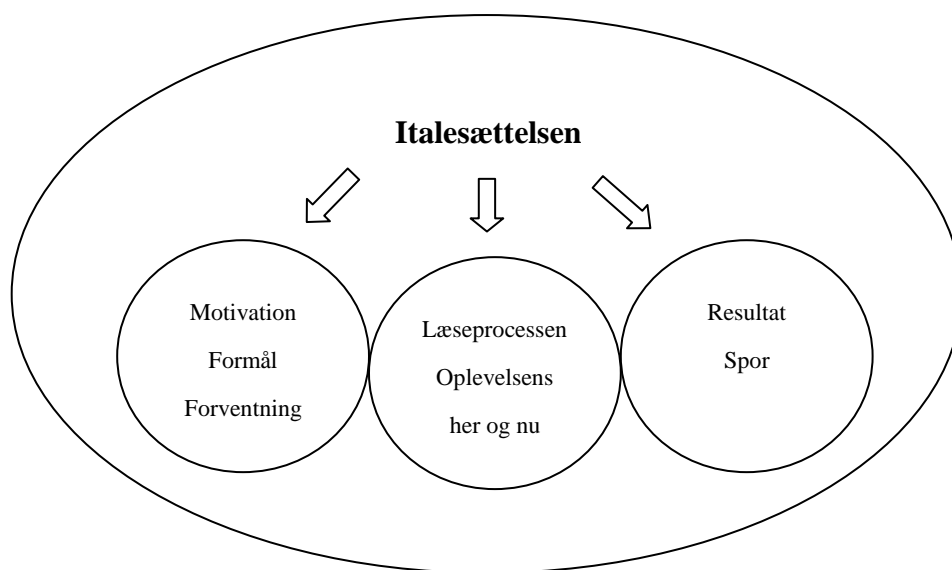 Italesættelsen
Motivation
Formål
Forventning
Læseprocessen
Oplevelsens
her og nu
Resultat
Spor